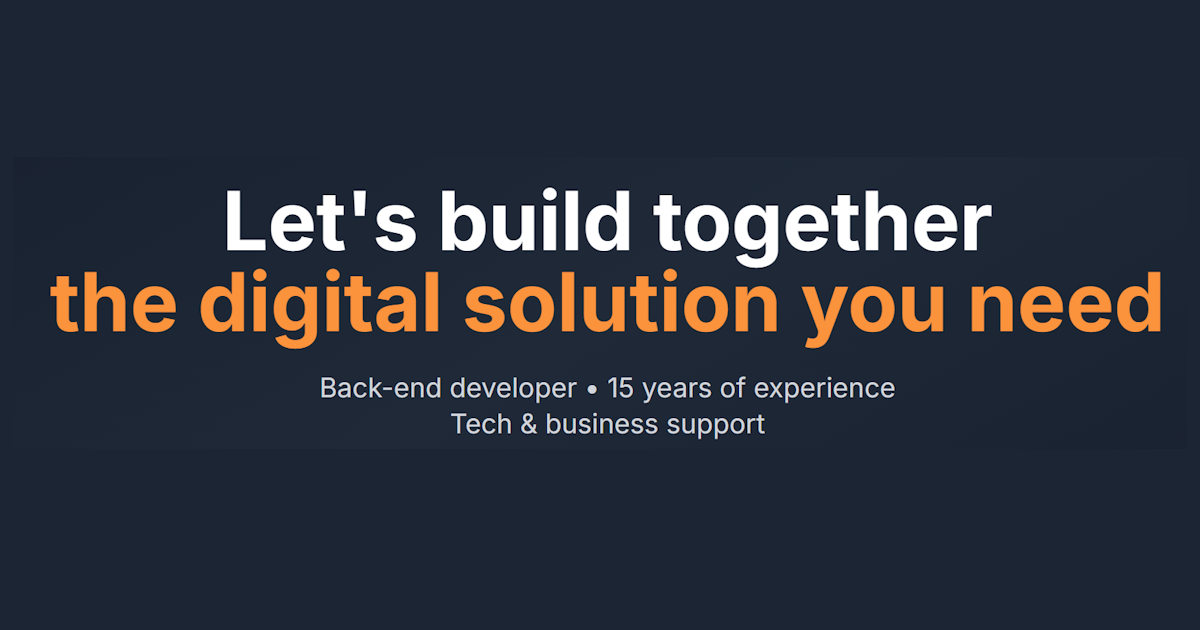 Let's build together
the digital solution you need
Back-end developer • 15 years of experience
Tech & business support